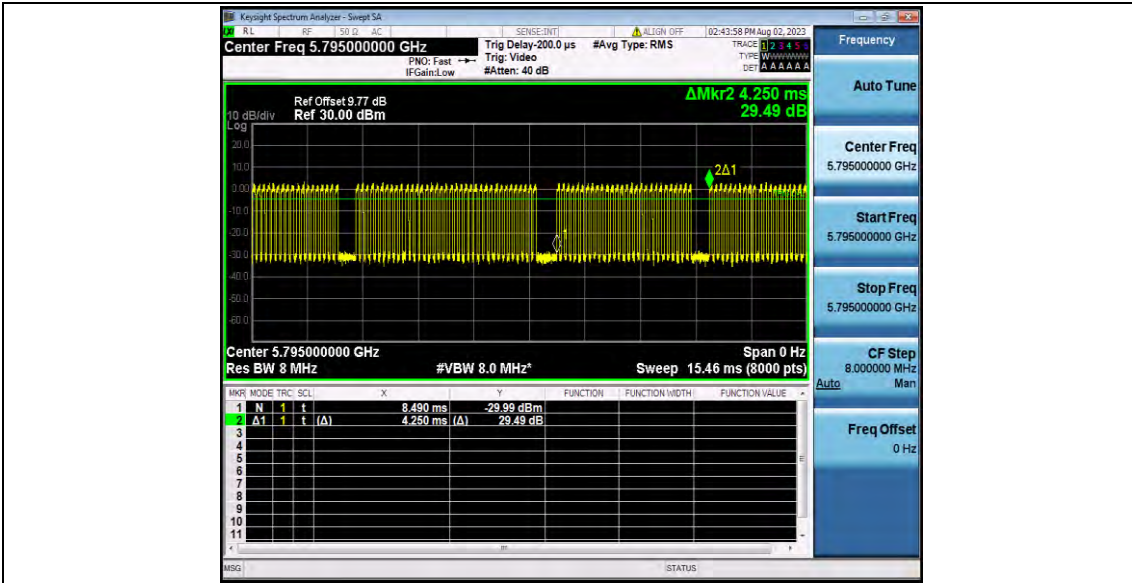 Keysight Spectrum Analyzer - Swept SA
RL RF 50 Ω AC SENSE:INT ALIGN OFF 02:43:58 PM Aug 02, 2023
Center Freq 5.795000000 GHz
PNO: Fast
IFGain:Low
Trig Delay-200.0 µs #Avg Type: RMS
Trig: Video
#Atten: 40 dB
TRACE 1 2 3 4 5 6
TYPE
DET A A A A A A
Frequency
Auto Tune
Center Freq
5.795000000 GHz
Start Freq
5.795000000 GHz
Stop Freq
5.795000000 GHz
CF Step
8.000000 MHz
Auto Man
Freq Offset
0 Hz
ΔMkr2 4.250 ms
29.49 dB
Ref Offset 9.77 dB
10 dB/div Ref 30.00 dBm
Log
20.0
10.0
0.00
-10.0
-20.0
-30.0
-40.0
-50.0
-60.0
2Δ1
1
Center 5.795000000 GHz Span 0 Hz
Res BW 8 MHz #VBW 8.0 MHz* Sweep 15.46 ms (8000 pts)
MKR MODE TRC SCL X Y FUNCTION FUNCTION WIDTH FUNCTION VALUE
1 N 1 t 8.490 ms -29.99 dBm
2 Δ1 1 t (Δ) 4.250 ms (Δ) 29.49 dB
3
4
5
6
7
8
9
10
11
MSG STATUS